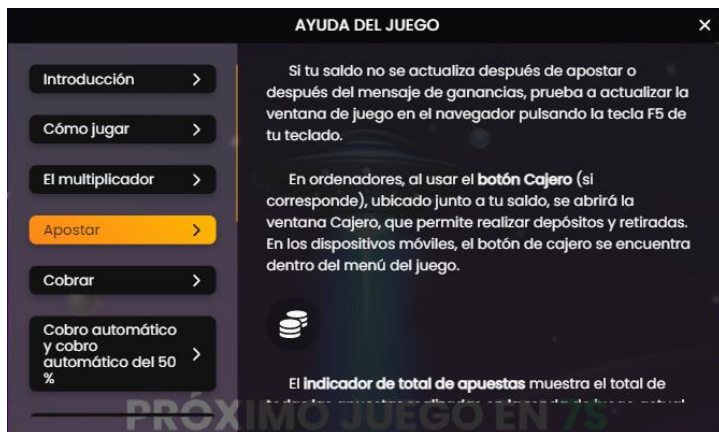 AYUDA DEL JUEGO
Introducción
Cómo jugar
El multiplicador
Apostar
Cobrar
Cobro automático
y cobro
automático del 50
%
Si tu saldo no se actualiza después de apostar o
después del mensaje de ganancias, prueba a actualizar la
ventana de juego en el navegador pulsando la tecla F5 de
tu teclado.
En ordenadores, al usar el botón Cajero (si
corresponde), ubicado junto a tu saldo, se abrirá la
ventana Cajero, que permite realizar depósitos y retiradas.
En los dispositivos móviles, el botón de cajero se encuentra
dentro del menú del juego.
El indicador de total de apuestas muestra el total de
PRÓXIMO JUEGO EN 7S